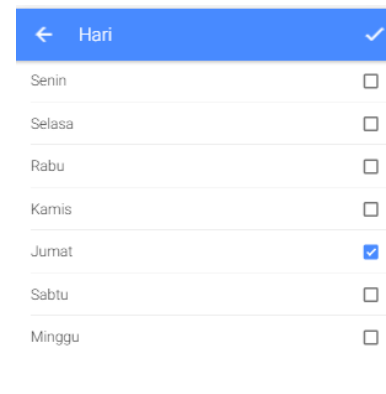 Hari
Senin
Selasa
Rabu
Kamis
Jumat
Sabtu
Minggu